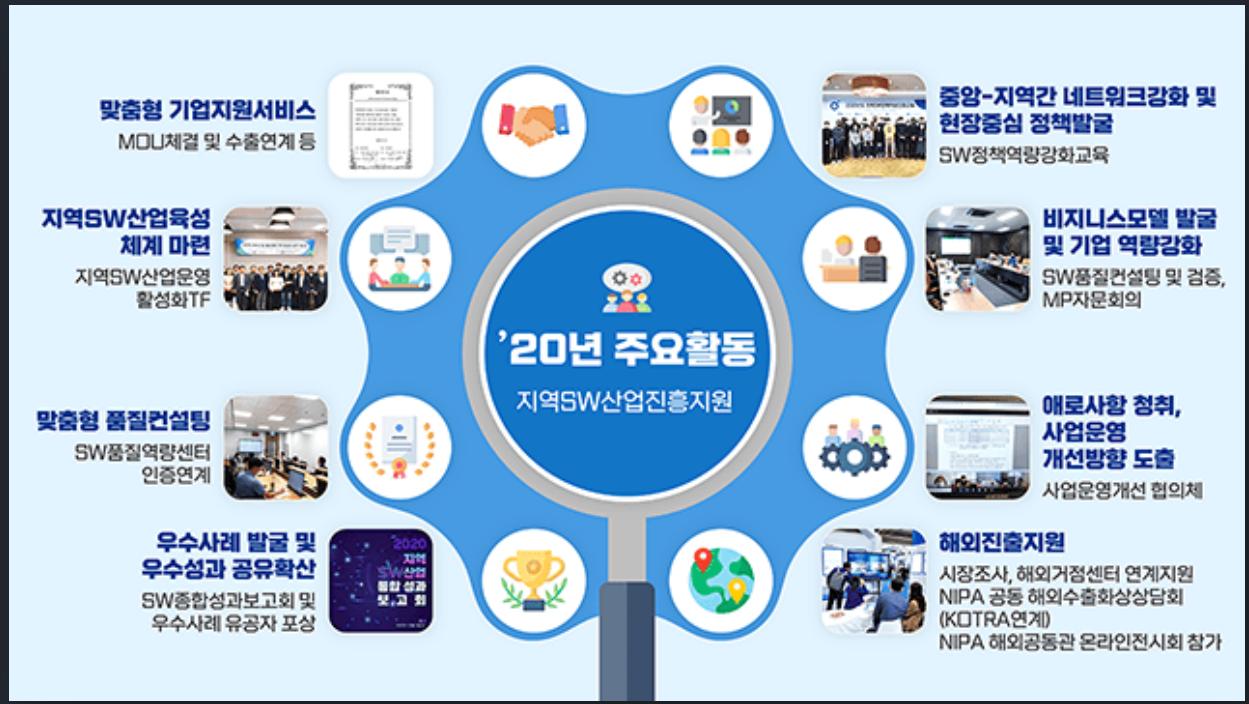 맞춤형 기업지원서비스
MOU체결 및 수출연계 등
지역SW산업육성
체계 마련
지역SW산업운영
활성화TF
맞춤형 품질컨설팅
SW품질역량센터
인증연계
우수사례 발굴 및
우수성과 공유확산
SW종합성과보고회 및
우수사례 유공자 포상
2020
지역
SW산업
통합 성과
보고회
'20년 주요활동
지역SW산업진흥지원
중앙-지역간 네트워크강화 및
현장중심 정책발굴
SW정책역량강화교육
비지니스모델 발굴
및 기업 역량강화
SW품질컨설팅 및 검증,
MP자문회의
애로사항 청취,
사업운영
개선방향 도출
사업운영개선 협의체
해외진출지원
시장조사, 해외거점센터 연계지원
NIPA 공동 해외수출화상상담회
(KOTRA연계)
NIPA 해외공동관 온라인전시회 참가